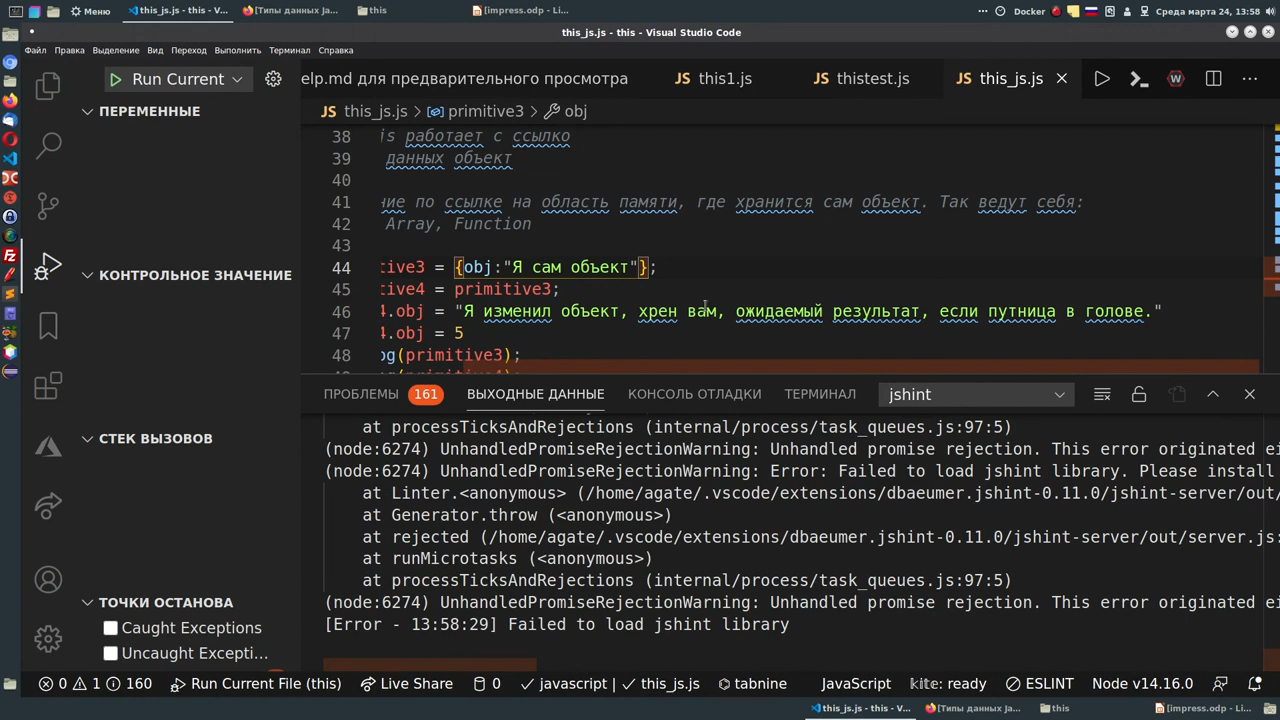 Меню
this_js.js - this - V...
[Типы данных Ja...
this
[impress.odp - Li...
Docker
Среда марта 24, 13:58
this_js.js - this - Visual Studio Code
Файл Правка Выделение Вид Переход Выполнить Терминал Справка
Run Current
elp.md для предварительного просмотра
JS this1.js
JS thistest.js
JS this_js.js
ПЕРЕМЕННЫЕ
JS this_js.js > primitive3 > obj
38 is работает с ссылко
39 данных объект
40
41 ние по ссылке на область памяти, где хранится сам объект. Так ведут себя:
42 Array, Function
43
44 tive3 = {obj:"Я сам объект"};
45 tive4 = primitive3;
46 4.obj = "Я изменил объект, хрен вам, ожидаемый результат, если путница в голове."
47 4.obj = 5
48 og(primitive3);
КОНТРОЛЬНОЕ ЗНАЧЕНИЕ
СТЕК ВЫЗОВОВ
ТОЧКИ ОСТАНОВА
Caught Exceptions
Uncaught Excepti...
ПРОБЛЕМЫ 161 ВЫХОДНЫЕ ДАННЫЕ КОНСОЛЬ ОТЛАДКИ ТЕРМИНАЛ jshint
at processTicksAndRejections (internal/process/task_queues.js:97:5)
(node:6274) UnhandledPromiseRejectionWarning: Unhandled promise rejection. This error originated ei
(node:6274) UnhandledPromiseRejectionWarning: Error: Failed to load jshint library. Please install
at Linter.<anonymous> (/home/agate/.vscode/extensions/dbaeumer.jshint-0.11.0/jshint-server/out/
at Generator.throw (<anonymous>)
at rejected (/home/agate/.vscode/extensions/dbaeumer.jshint-0.11.0/jshint-server/out/server.js:
at runMicrotasks (<anonymous>)
at processTicksAndRejections (internal/process/task_queues.js:97:5)
(node:6274) UnhandledPromiseRejectionWarning: Unhandled promise rejection. This error originated ei
[Error - 13:58:29] Failed to load jshint library
0 1 160 Run Current File (this) Live Share 0 javascript | this_js.js tabnine JavaScript kite: ready ESLINT Node v14.16.0
this_js.js - this - V...
[Типы данных Ja...
this
[impress.odp - Li...